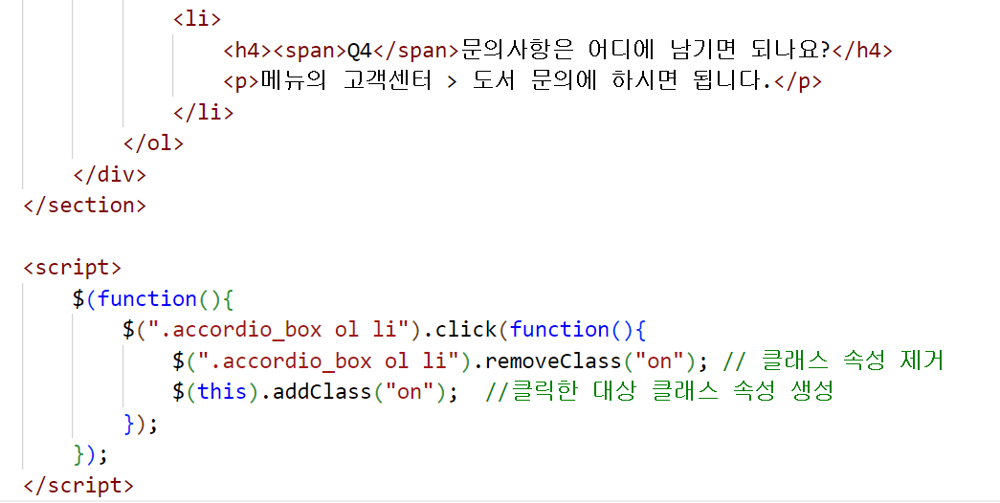 <li>
<h4><span>Q4</span>문의사항은 어디에 남기면 되나요?</h4>
<p>메뉴의 고객센터 > 도서 문의에 하시면 됩니다.</p>
</li>
</ol>
</div>
</section>
<script>
$(function(){
$(".accordio_box ol li").click(function(){
$(".accordio_box ol li").removeClass("on"); // 클래스 속성 제거
$(this).addClass("on");  //클릭한 대상 클래스 속성 생성
});
});
</script>